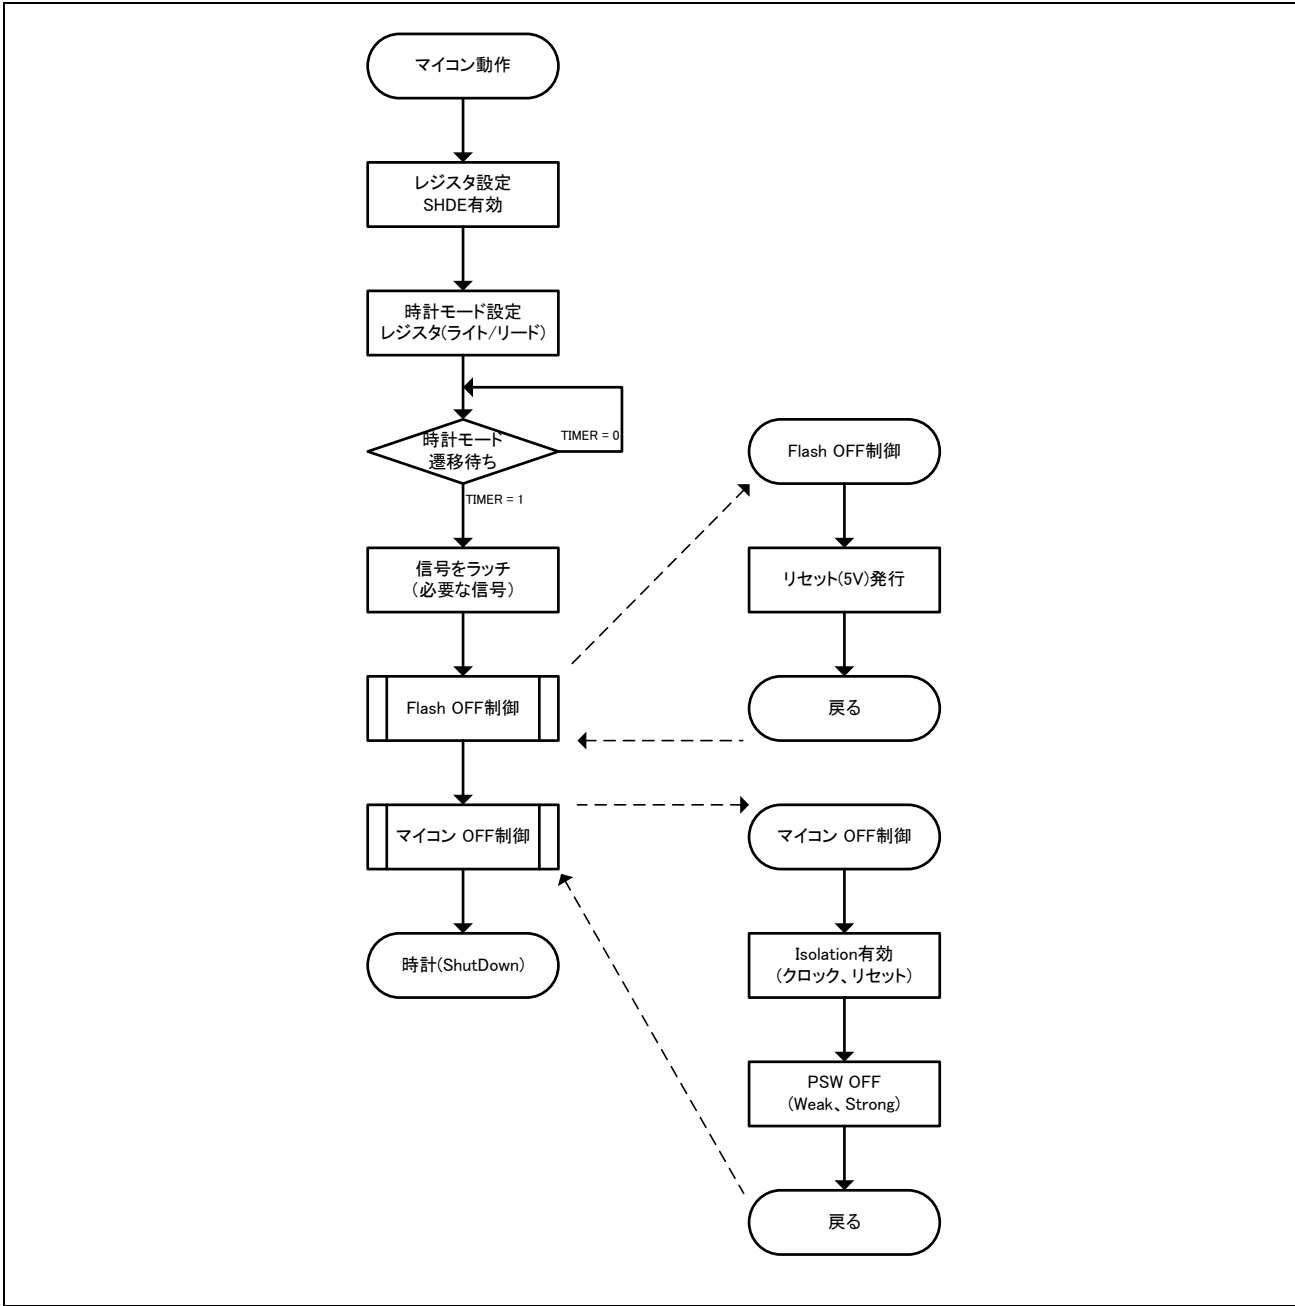 マイコン動作
レジスタ設定
SHDE有効
時計モード設定
レジスタ(ライト/リード)
時計モード
遷移待ち
TIMER = 0
TIMER = 1
信号をラッチ
(必要な信号)
Flash OFF制御
マイコン OFF制御
時計(ShutDown)
Flash OFF制御
リセット(5V)発行
戻る
マイコン OFF制御
Isolation有効
(クロック、リセット)
PSW OFF
(Weak、Strong)
戻る